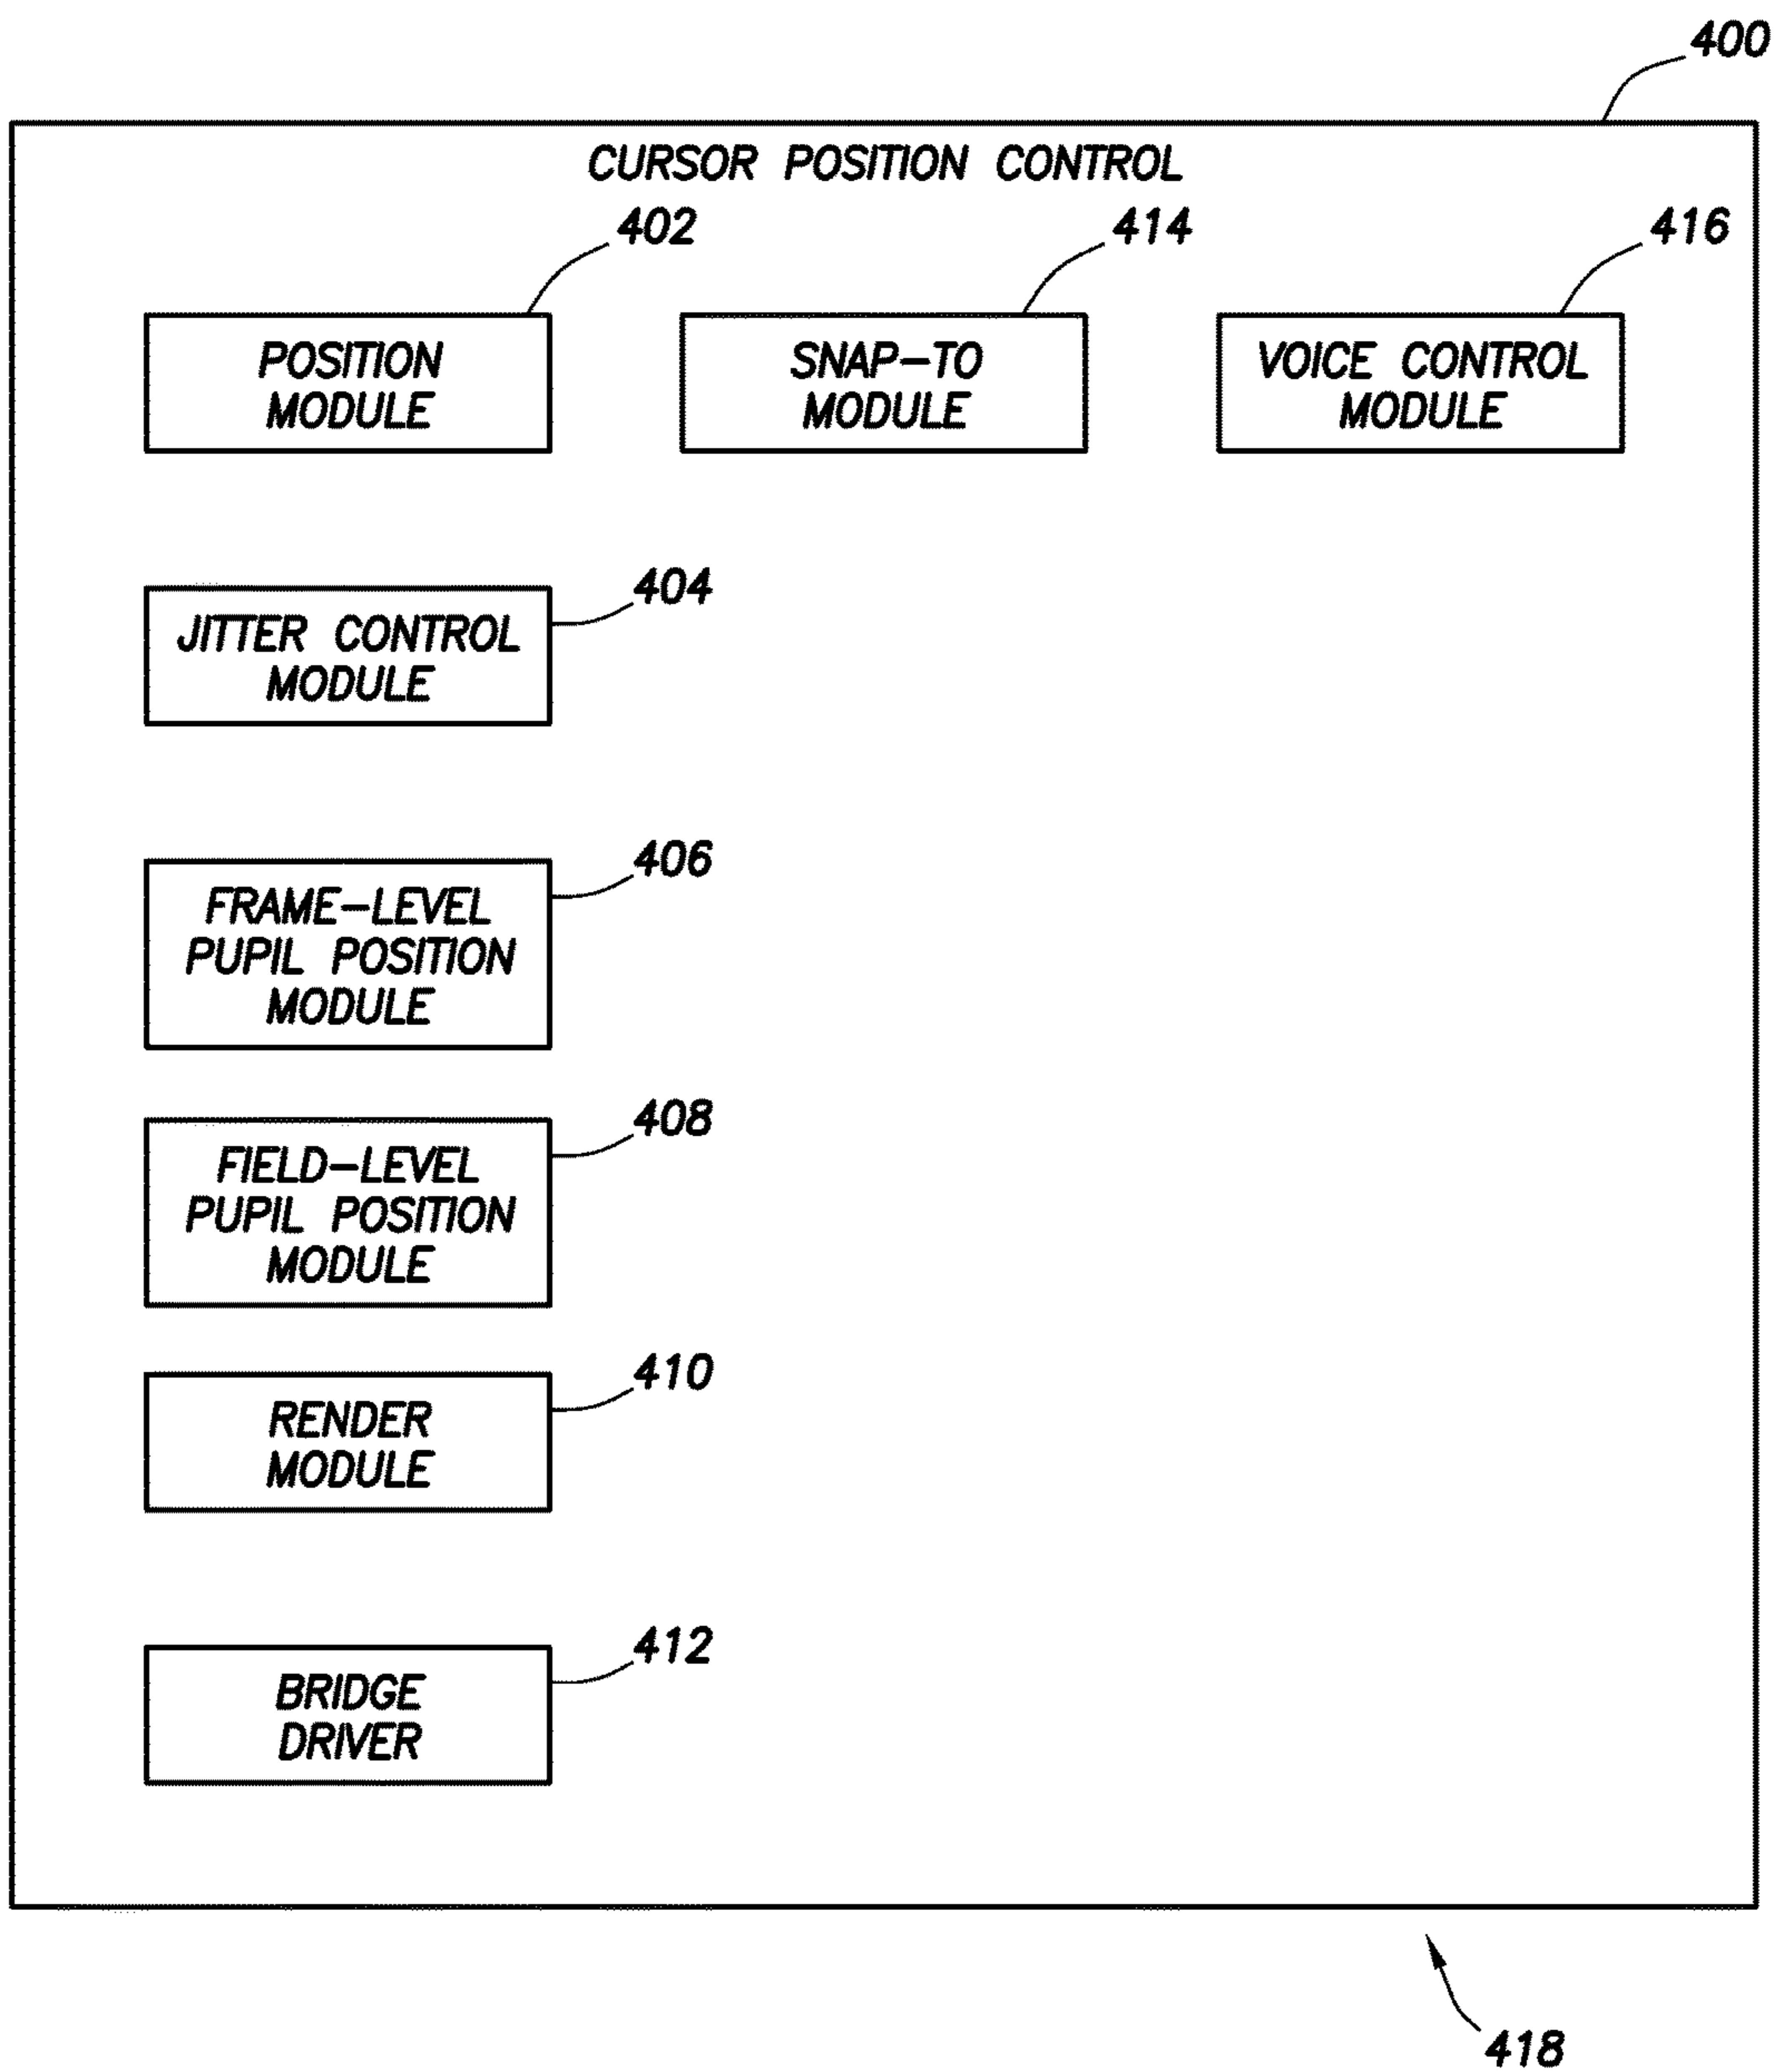 400
CURSOR POSITION CONTROL
402
414
416
POSITION
MODULE
SNAP-TO
MODULE
VOICE CONTROL
MODULE
404
JITTER CONTROL
MODULE
406
FRAME-LEVEL
PUPIL POSITION
MODULE
408
FIELD-LEVEL
PUPIL POSITION
MODULE
410
RENDER
MODULE
412
BRIDGE
DRIVER
418